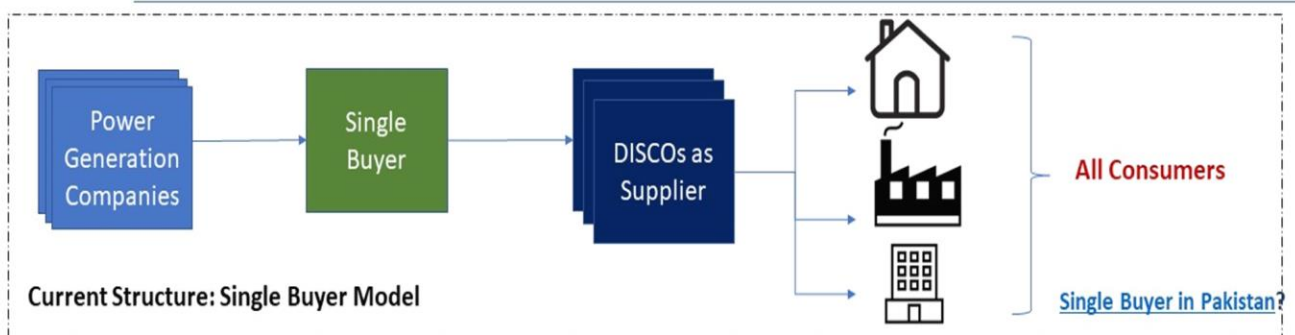 Power
Generation
Companies
Single
Buyer
DISCOs as
Supplier
All Consumers
Current Structure: Single Buyer Model
Single Buyer in Pakistan?